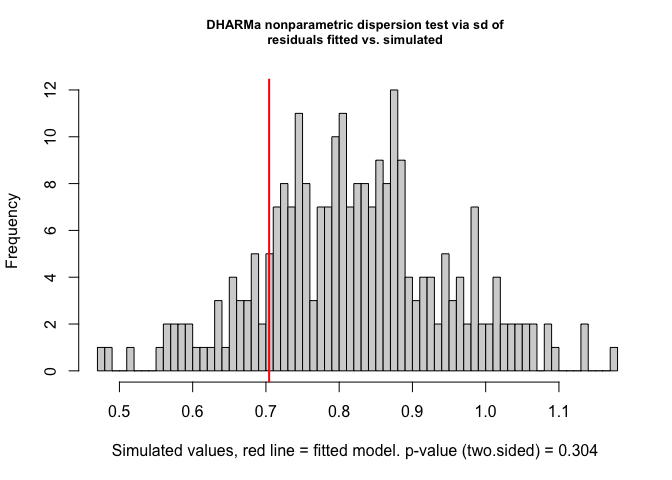 DHARMa nonparametric dispersion test via sd of
residuals fitted vs. simulated
Frequency
12
10
8
6
4
2
0
0.5 0.6 0.7 0.8 0.9 1.0 1.1
Simulated values, red line = fitted model. p-value (two.sided) = 0.304